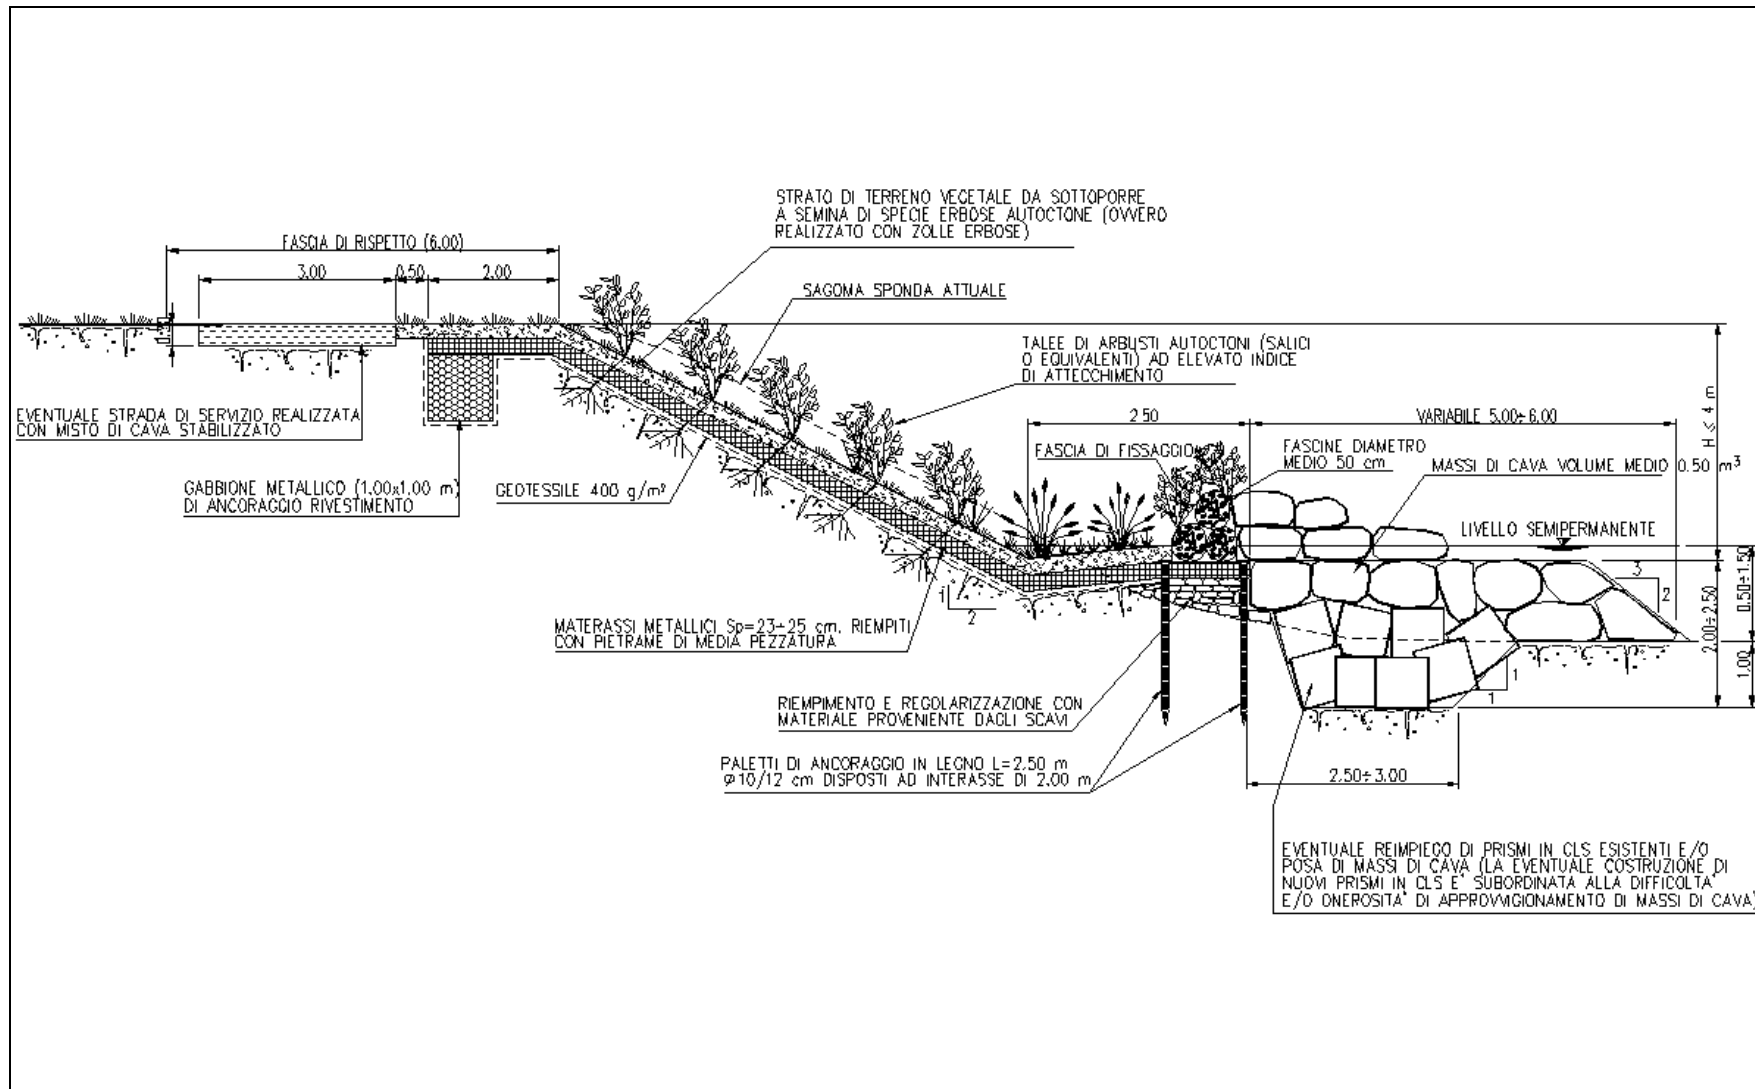 STRATO DI TERRENO VEGETALE DA SOTTOPORRE
A SEMINA DI SPECIE ERBOSE AUTOCTONE (OVVERO
REALIZZATO CON ZOLLE ERBOSE)
FASCIA DI RISPETTO (6.00)
3.00
0.50
2.00
SAGOMA SPONDA ATTUALE
TALEE DI ARBUSTI AUTOCTONI (SALICI
O EQUIVALENTI) AD ELEVATO INDICE
DI ATTECCHIMENTO
EVENTUALE STRADA DI SERVIZIO REALIZZATA
CON MISTO DI CAVA STABILIZZATO
2.50
VARIABILE 5.00÷6.00
H ≤ 4 m
FASCIA DI FISSAGGIO
FASCINE DIAMETRO
MEDIO 50 cm
MASSI DI CAVA VOLUME MEDIO 0.50 m³
GABBIONE METALLICO (1.00x1.00 m)
DI ANCORAGGIO RIVESTIMENTO
GEOTESSILE 400 g/m²
LIVELLO SEMIPERMANENTE
3
2
0.50÷1.50
2.00÷2.50
1.00
1
2
MATERASSI METALLICI Sp=23÷25 cm, RIEMPITI
CON PIETRAME DI MEDIA PEZZATURA
1
1
RIEMPIMENTO E REGOLARIZZAZIONE CON
MATERIALE PROVENIENTE DAGLI SCAVI
PALETTI DI ANCORAGGIO IN LEGNO L=2.50 m
Ø10/12 cm DISPOSTI AD INTERASSE DI 2.00 m
2.50÷3.00
EVENTUALE REIMPIEGO DI PRISMI IN CLS ESISTENTI E/O
POSA DI MASSI DI CAVA (LA EVENTUALE COSTRUZIONE DI
NUOVI PRISMI IN CLS E' SUBORDINATA ALLA DIFFICOLTA'
E/O ONEROSITA' DI APPROVVIGIONAMENTO DI MASSI DI CAVA)